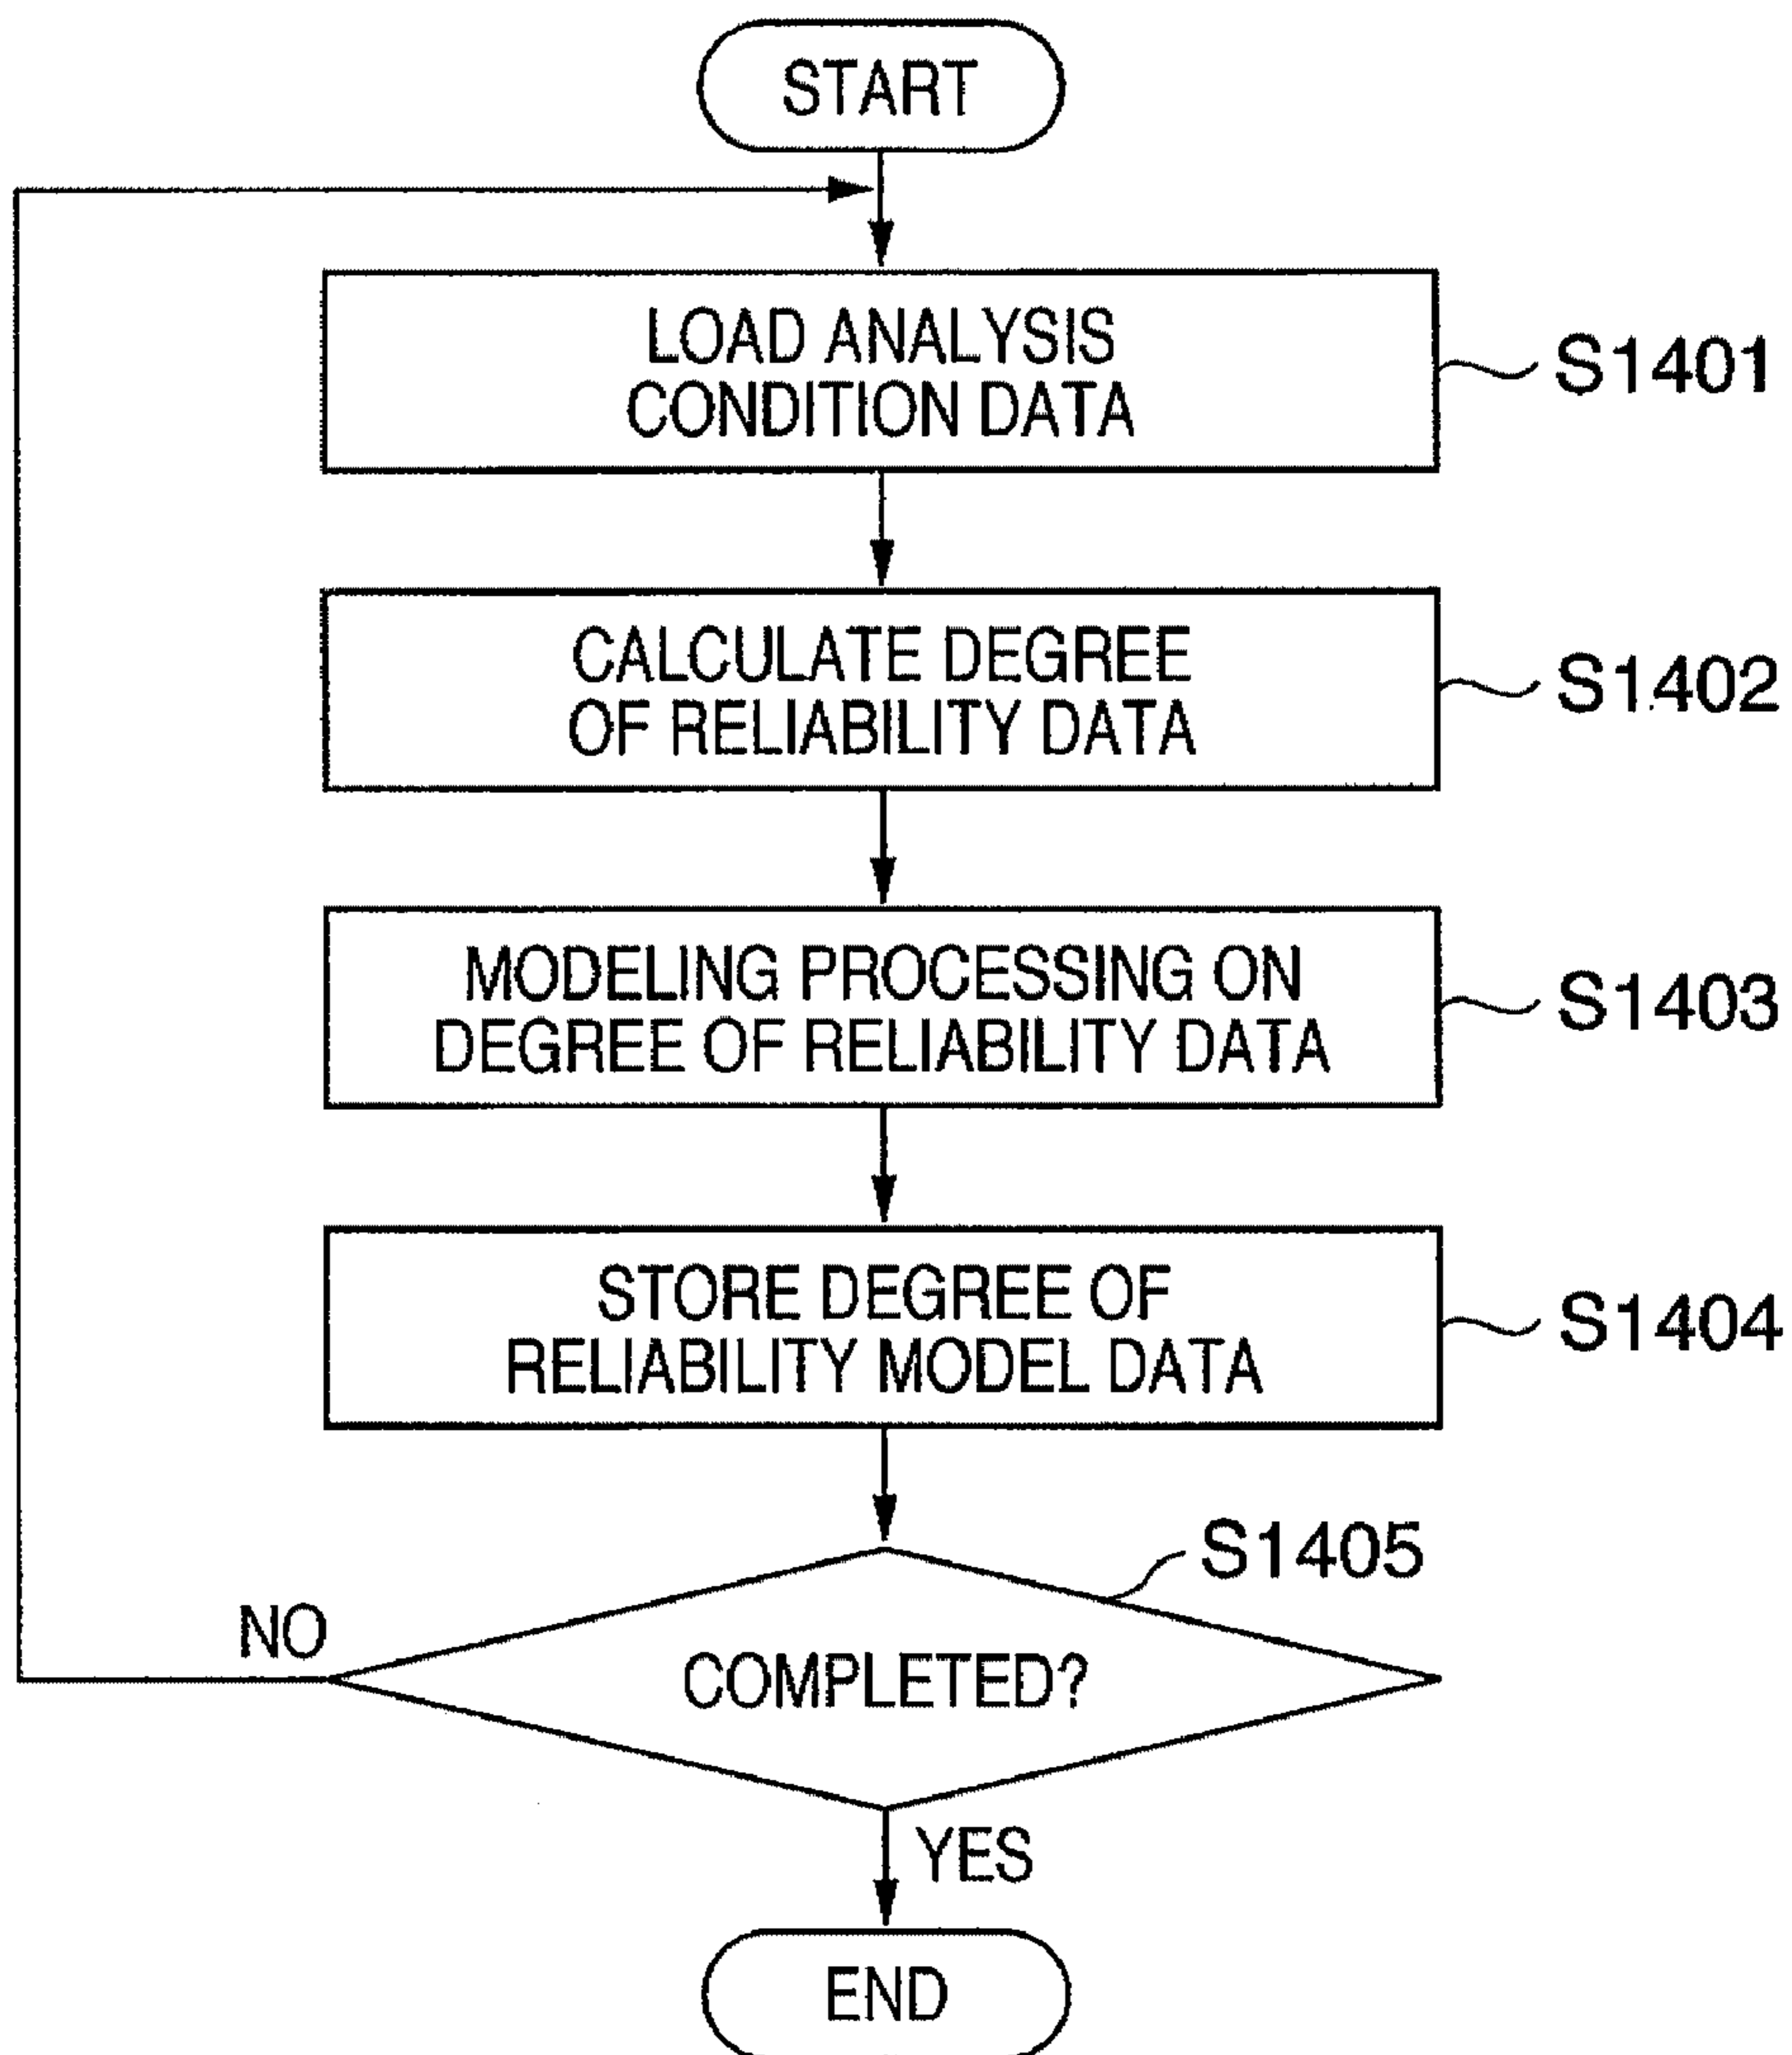 START
LOAD ANALYSIS
CONDITION DATA
S1401
CALCULATE DEGREE
OF RELIABILITY DATA
S1402
MODELING PROCESSING ON
DEGREE OF RELIABILITY DATA
S1403
STORE DEGREE OF
RELIABILITY MODEL DATA
S1404
S1405
NO
COMPLETED?
YES
END